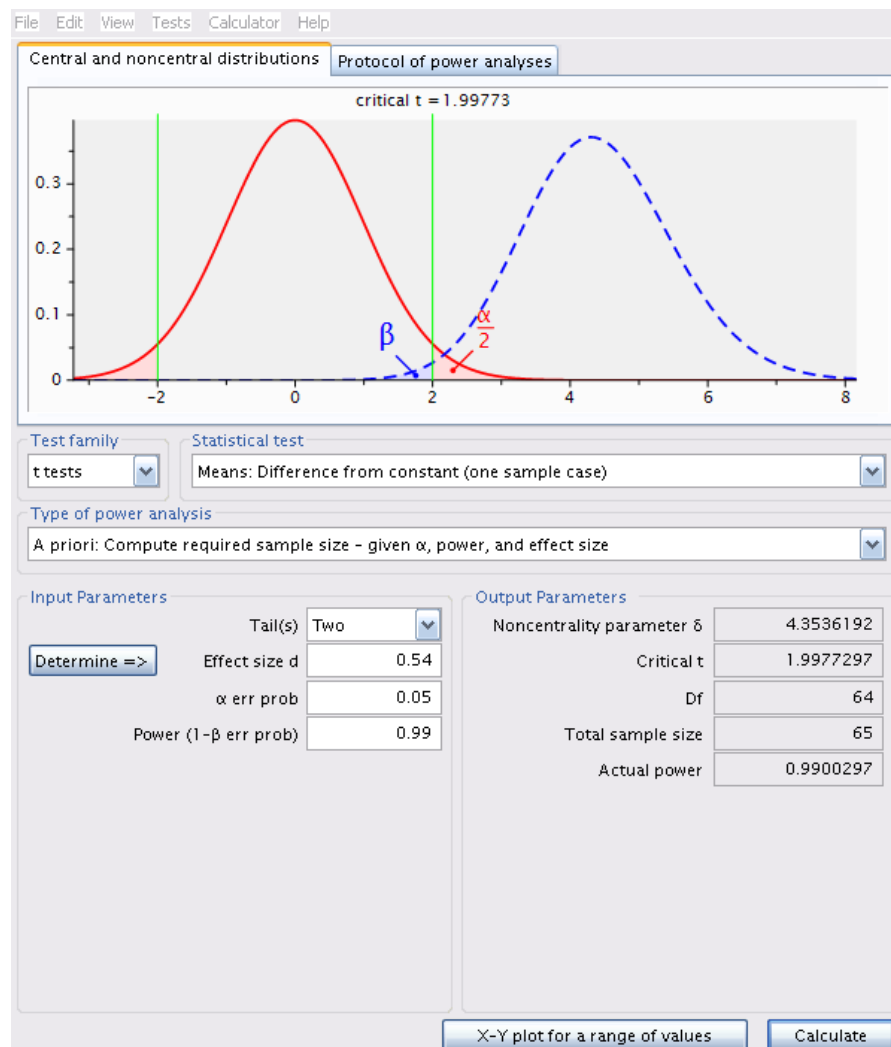 File Edit View Tests Calculator Help
Central and noncentral distributions Protocol of power analyses
critical t = 1.99773
0.3
0.2
0.1
0
β
α
2
-2 0 2 4 6 8
Test family
Statistical test
t tests
Means: Difference from constant (one sample case)
Type of power analysis
A priori: Compute required sample size - given α, power, and effect size
Input Parameters
Tail(s) Two
Determine => Effect size d 0.54
α err prob 0.05
Power (1-β err prob) 0.99
Output Parameters
Noncentrality parameter δ 4.3536192
Critical t 1.9977297
Df 64
Total sample size 65
Actual power 0.9900297
X-Y plot for a range of values Calculate